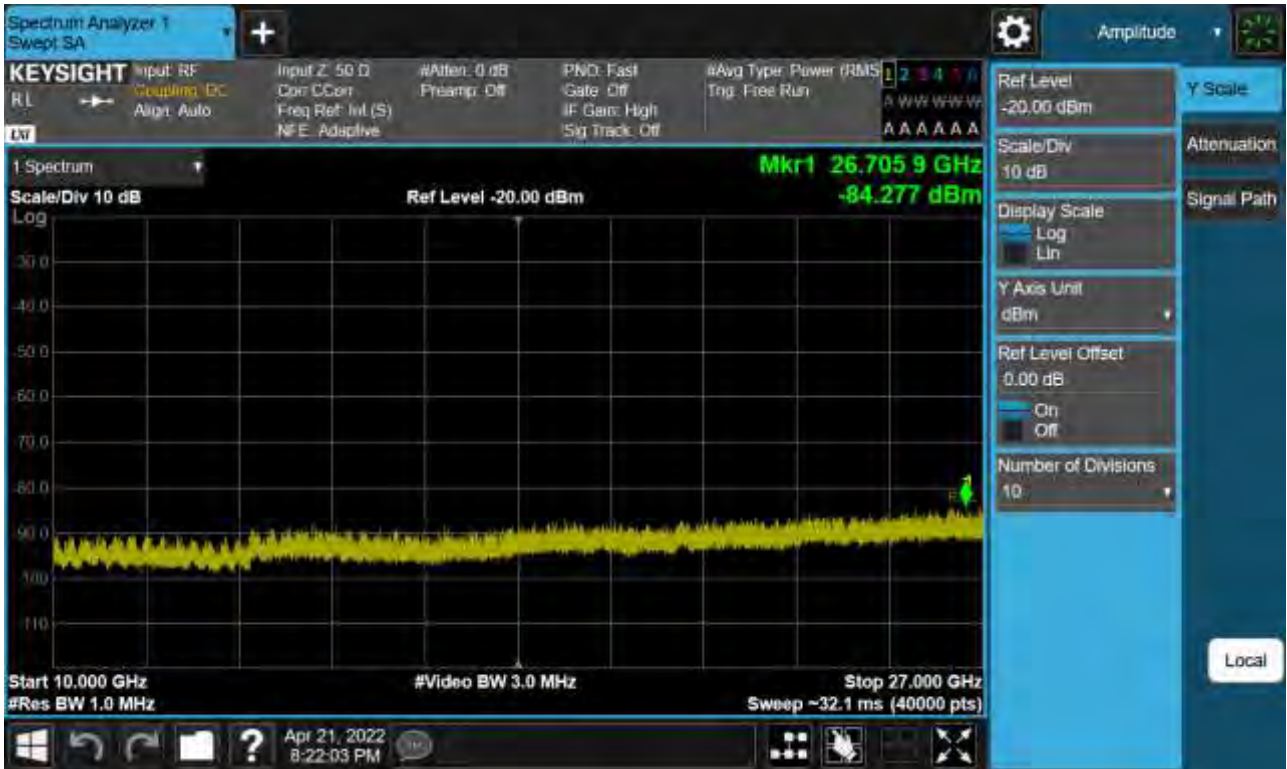 Spectrum Analyzer 1
Swept SA
+
Amplitude
KEYSIGHT
RL
LXI
Input: RF
Coupling: DC
Align: Auto
Input Z: 50 Ω
Corr CCorr
Freq Ref: Int (S)
NFE: Adaptive
#Atten: 0 dB
Preamp: Off
PNO: Fast
Gate: Off
IF Gain: High
Sig Track: Off
#Avg Type: Power (RMS
Trig: Free Run
1 2 3 4 5 6
A W W W W W
A A A A A A
1 Spectrum
Scale/Div 10 dB
Log
Ref Level -20.00 dBm
Mkr1 26.705 9 GHz
-84.277 dBm
-30.0
-40.0
-50.0
-60.0
-70.0
-80.0
-90.0
-100
-110
1
Start 10.000 GHz
#Res BW 1.0 MHz
#Video BW 3.0 MHz
Stop 27.000 GHz
Sweep ~32.1 ms (40000 pts)
Ref Level
-20.00 dBm
Scale/Div
10 dB
Display Scale
Log
Lin
Y Axis Unit
dBm
Ref Level Offset
0.00 dB
On
Off
Number of Divisions
10
Y Scale
Attenuation
Signal Path
Local
?
Apr 21, 2022
8:22:03 PM